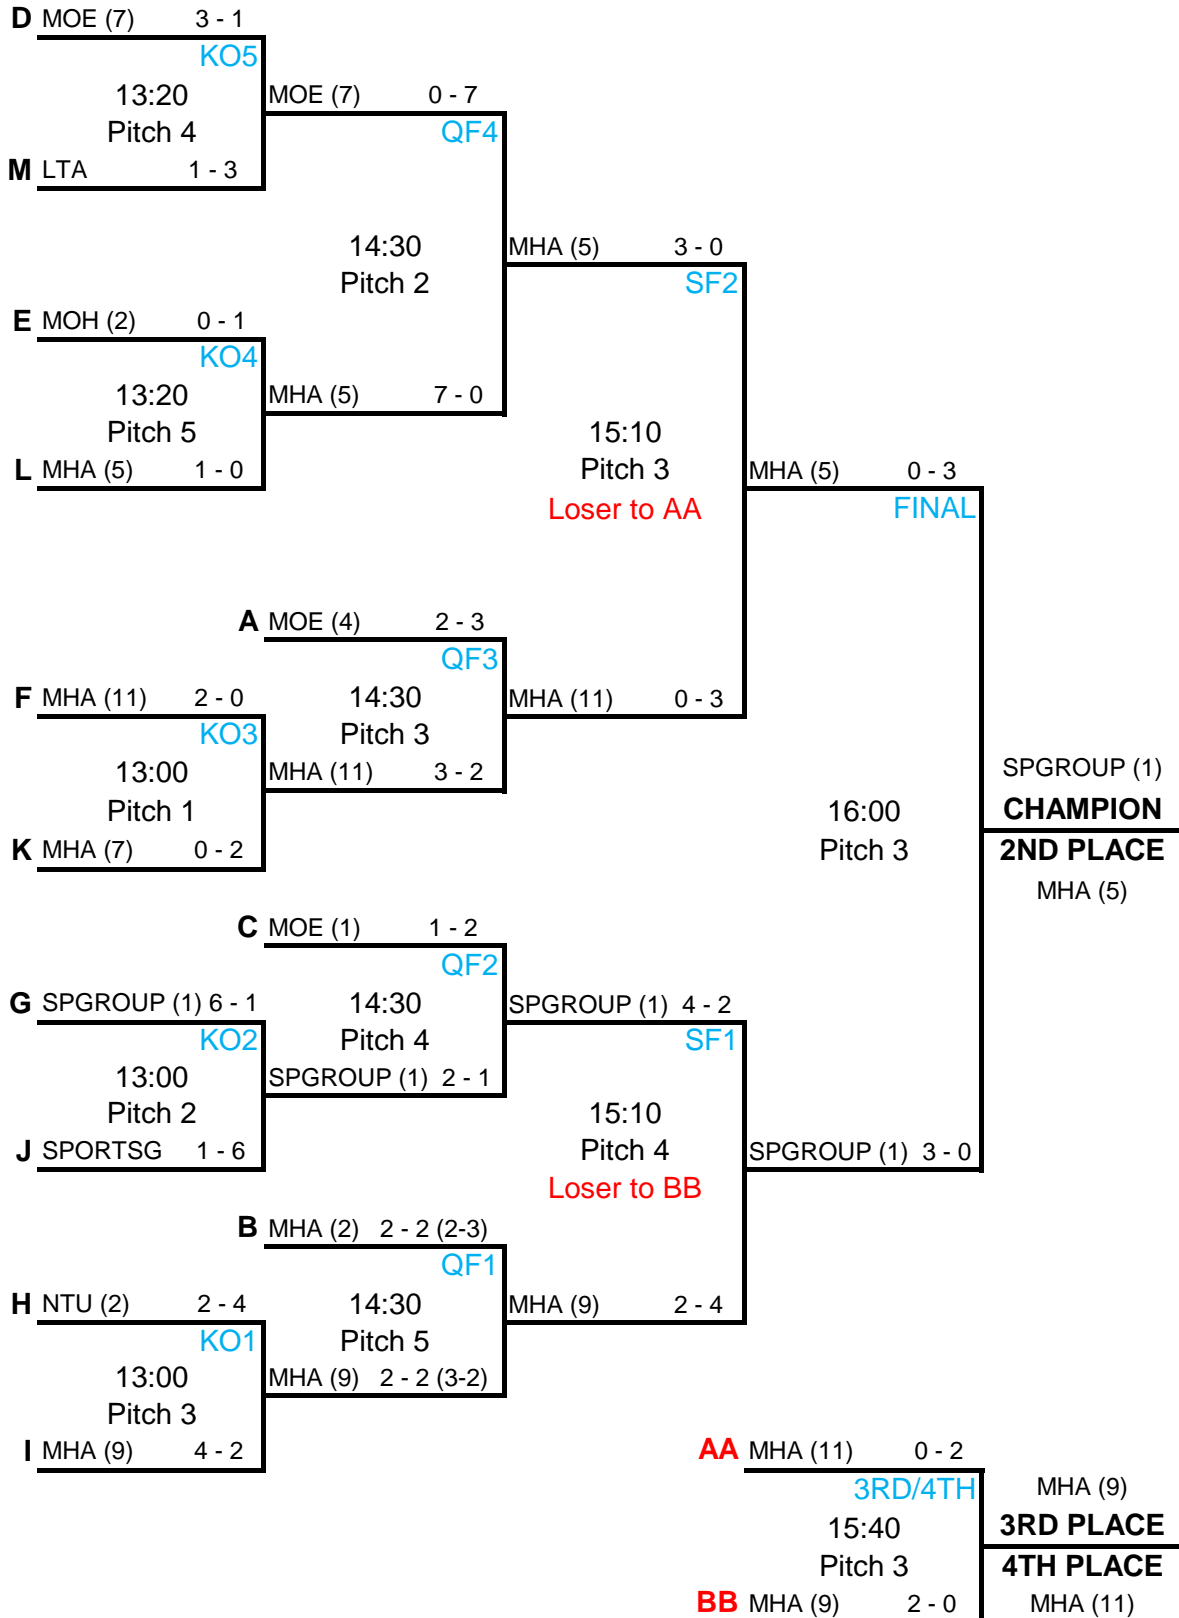 D MOE (7) 3 - 1
KO5
13:20
Pitch 4
MOE (7) 0 - 7
QF4
M LTA 1 - 3
14:30
Pitch 2
MHA (5) 3 - 0
SF2
E MOH (2) 0 - 1
KO4
13:20
Pitch 5
MHA (5) 7 - 0
L MHA (5) 1 - 0
15:10
Pitch 3
Loser to AA
MHA (5) 0 - 3
FINAL
A MOE (4) 2 - 3
QF3
F MHA (11) 2 - 0
KO3
14:30
Pitch 3
MHA (11) 0 - 3
13:00
Pitch 1
MHA (11) 3 - 2
K MHA (7) 0 - 2
16:00
Pitch 3
SPGROUP (1)
CHAMPION
2ND PLACE
MHA (5)
C MOE (1) 1 - 2
QF2
G SPGROUP (1) 6 - 1
KO2
14:30
Pitch 4
SPGROUP (1) 4 - 2
SF1
13:00
Pitch 2
SPGROUP (1) 2 - 1
J SPORTSG 1 - 6
15:10
Pitch 4
Loser to BB
SPGROUP (1) 3 - 0
B MHA (2) 2 - 2 (2-3)
QF1
H NTU (2) 2 - 4
KO1
14:30
Pitch 5
MHA (9) 2 - 4
13:00
Pitch 3
MHA (9) 2 - 2 (3-2)
I MHA (9) 4 - 2
AA MHA (11) 0 - 2
3RD/4TH
15:40
Pitch 3
MHA (9)
3RD PLACE
4TH PLACE
BB MHA (9) 2 - 0
MHA (11)